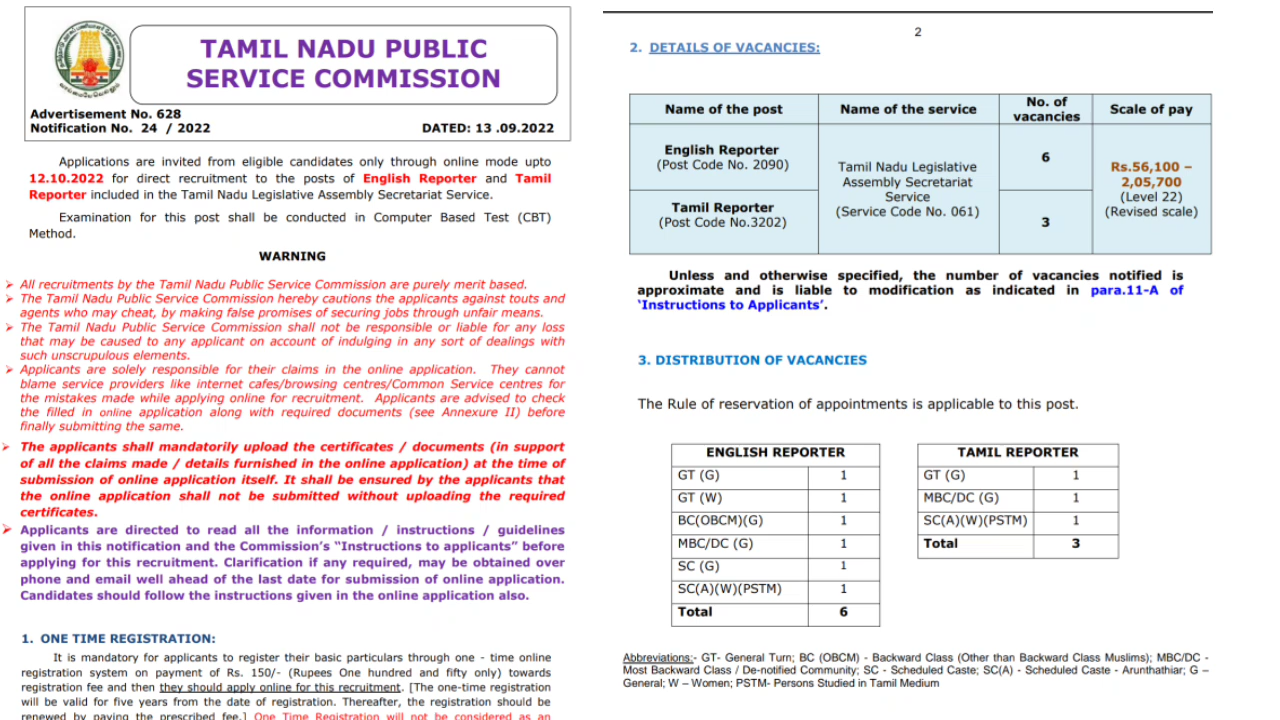 TAMIL NADU PUBLIC
SERVICE COMMISSION
Advertisement No. 628
Notification No. 24 / 2022 DATED: 13 .09.2022
Applications are invited from eligible candidates only through online mode upto
12.10.2022 for direct recruitment to the posts of English Reporter and Tamil
Reporter included in the Tamil Nadu Legislative Assembly Secretariat Service.
Examination for this post shall be conducted in Computer Based Test (CBT)
Method.
WARNING
➢ All recruitments by the Tamil Nadu Public Service Commission are purely merit based.
➢ The Tamil Nadu Public Service Commission hereby cautions the applicants against touts and
agents who may cheat, by making false promises of securing jobs through unfair means.
➢ The Tamil Nadu Public Service Commission shall not be responsible or liable for any loss
that may be caused to any applicant on account of indulging in any sort of dealings with
such unscrupulous elements.
➢ Applicants are solely responsible for their claims in the online application. They cannot
blame service providers like internet cafes/browsing centres/Common Service centres for
the mistakes made while applying online for recruitment. Applicants are advised to check
the filled in online application along with required documents (see Annexure II) before
finally submitting the same.
➢ The applicants shall mandatorily upload the certificates / documents (in support
of all the claims made / details furnished in the online application) at the time of
submission of online application itself. It shall be ensured by the applicants that
the online application shall not be submitted without uploading the required
certificates.
➢ Applicants are directed to read all the information / instructions / guidelines
given in this notification and the Commission's "Instructions to applicants" before
applying for this recruitment. Clarification if any required, may be obtained over
phone and email well ahead of the last date for submission of online application.
Candidates should follow the instructions given in the online application also.
1. ONE TIME REGISTRATION:
It is mandatory for applicants to register their basic particulars through one - time online
registration system on payment of Rs. 150/- (Rupees One hundred and fifty only) towards
registration fee and then they should apply online for this recruitment. [The one-time registration
will be valid for five years from the date of registration. Thereafter, the registration should be
renewed by paying the prescribed fee.] One Time Registration will not be considered as an
2
2. DETAILS OF VACANCIES:
Name of the post Name of the service No. of vacancies Scale of pay
English Reporter
(Post Code No. 2090)
6
Tamil Reporter
(Post Code No.3202)
3
Tamil Nadu Legislative
Assembly Secretariat
Service
(Service Code No. 061)
Rs.56,100 –
2,05,700
(Level 22)
(Revised scale)
Unless and otherwise specified, the number of vacancies notified is
approximate and is liable to modification as indicated in para.11-A of
'Instructions to Applicants'.
3. DISTRIBUTION OF VACANCIES
The Rule of reservation of appointments is applicable to this post.
ENGLISH REPORTER
GT (G) 1
GT (W) 1
BC(OBCM)(G) 1
MBC/DC (G) 1
SC (G) 1
SC(A)(W)(PSTM) 1
Total 6
TAMIL REPORTER
GT (G) 1
MBC/DC (G) 1
SC(A)(W)(PSTM) 1
Total 3
Abbreviations:- GT- General Turn; BC (OBCM) - Backward Class (Other than Backward Class Muslims); MBC/DC -
Most Backward Class / De-notified Community; SC - Scheduled Caste; SC(A) - Scheduled Caste - Arunthathiar; G –
General; W – Women; PSTM- Persons Studied in Tamil Medium